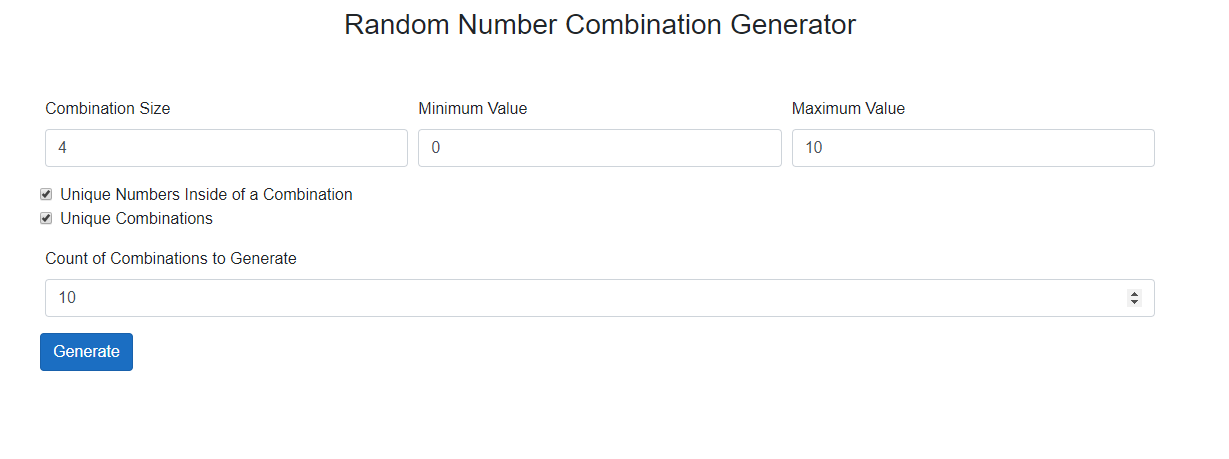 Random Number Combination Generator
Combination Size
Minimum Value
Maximum Value
4
0
10
Unique Numbers Inside of a Combination
Unique Combinations
Count of Combinations to Generate
10
Generate